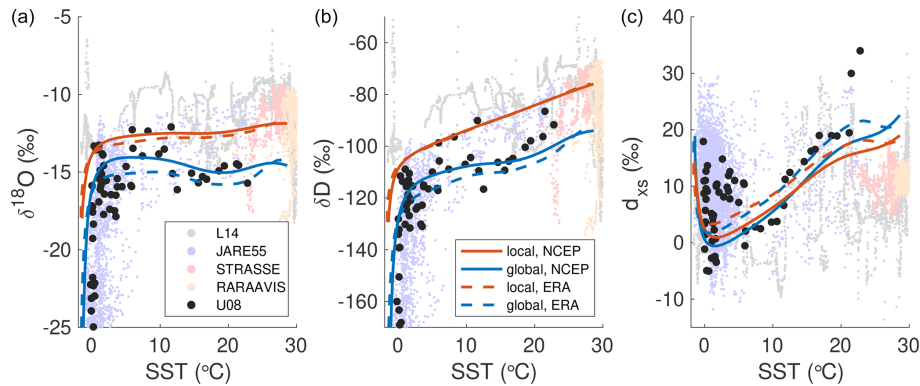 (a)
-5
-10
-15
-20
-25
δ18O (‰)
0 10 20 30
SST (°C)
L14
JARE55
STRASSE
RARAAVIS
U08
(b)
-60
-80
-100
-120
-140
-160
δD (‰)
0 10 20 30
SST (°C)
local, NCEP
global, NCEP
local, ERA
global, ERA
(c)
40
30
20
10
0
-10
dxs (‰)
0 10 20 30
SST (°C)